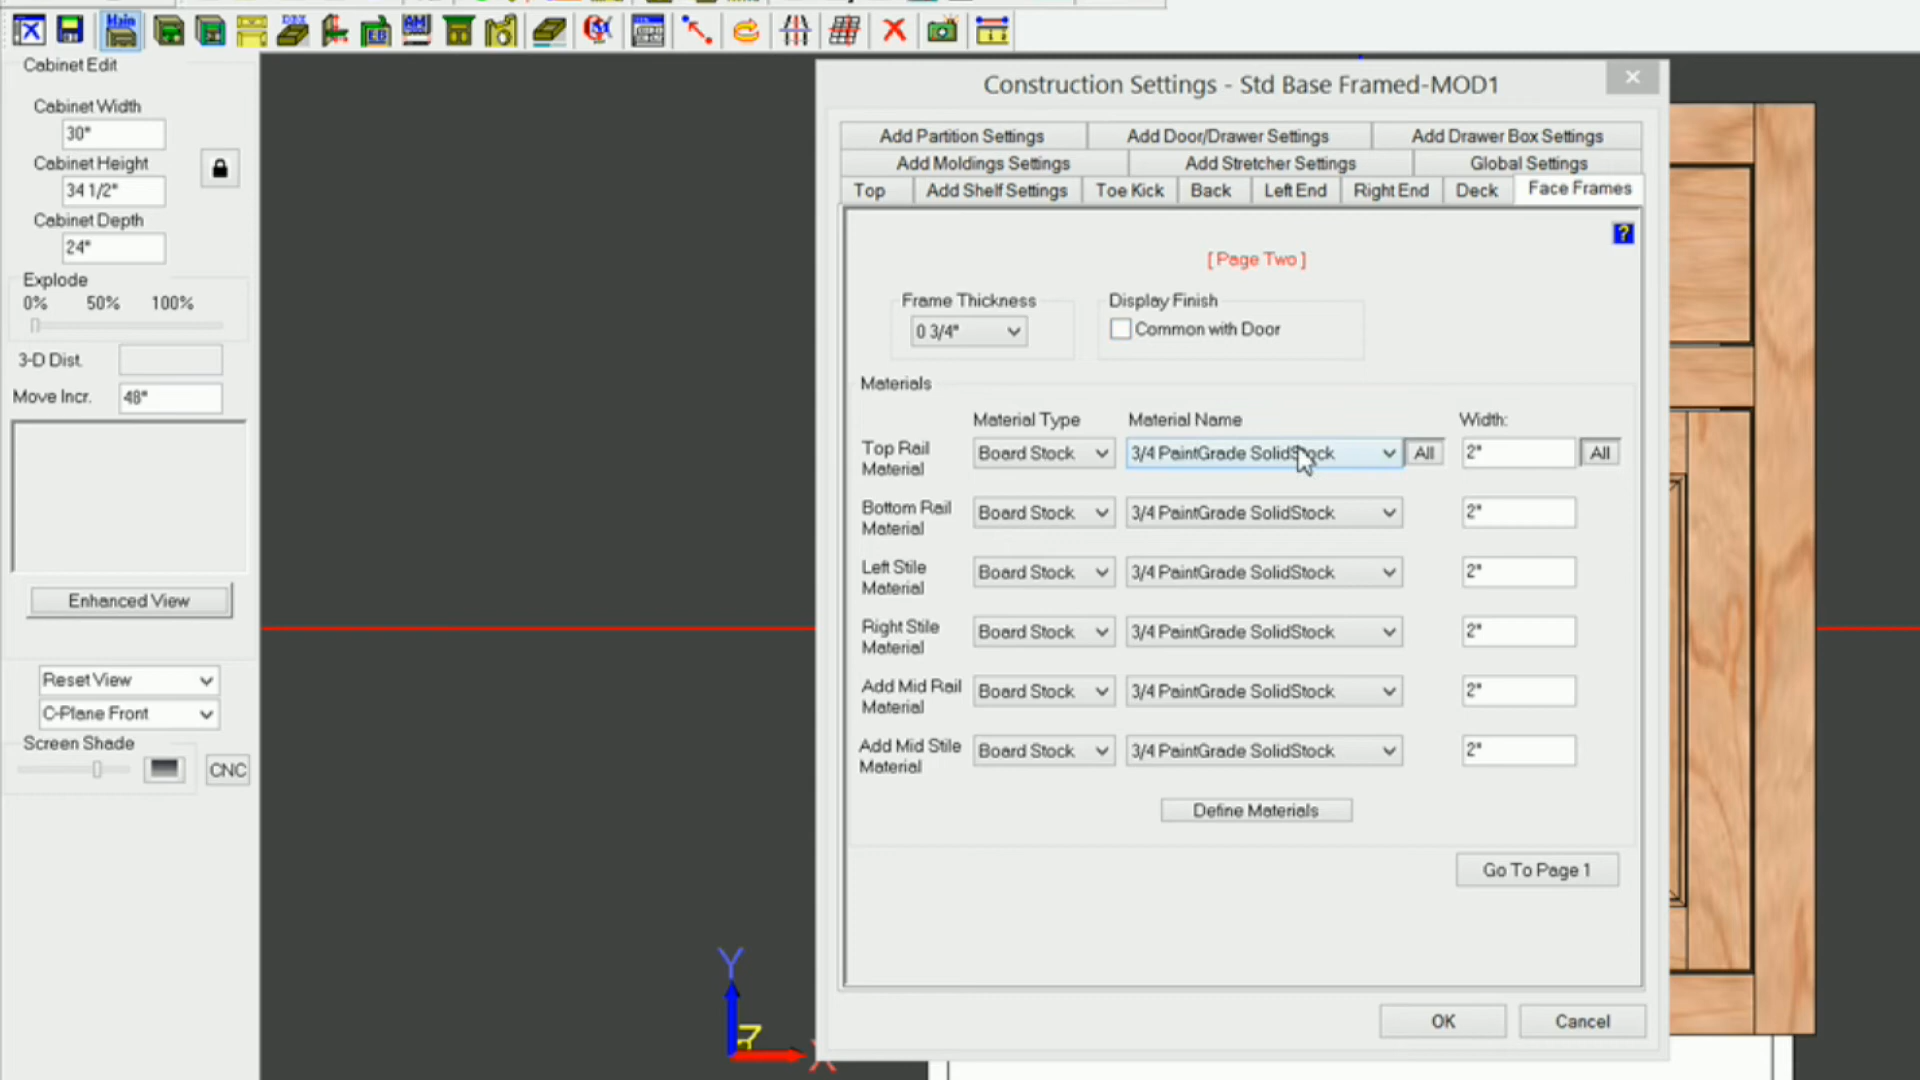 Main
DBX
EB
AM
Cabinet Edit
Cabinet Width
30"
Cabinet Height
34 1/2"
Cabinet Depth
24"
Explode
0% 50% 100%
3-D Dist.
Move Incr. 48"
Enhanced View
Reset View
C-Plane Front
Screen Shade
CNC
Construction Settings - Std Base Framed-MOD1
Add Partition Settings Add Door/Drawer Settings Add Drawer Box Settings
Add Moldings Settings Add Stretcher Settings Global Settings
Top Add Shelf Settings Toe Kick Back Left End Right End Deck Face Frames
?
[ Page Two ]
Frame Thickness Display Finish
0 3/4" Common with Door
Materials
Material Type Material Name Width:
Top Rail Material Board Stock 3/4 PaintGrade SolidStock All 2" All
Bottom Rail Material Board Stock 3/4 PaintGrade SolidStock 2"
Left Stile Material Board Stock 3/4 PaintGrade SolidStock 2"
Right Stile Material Board Stock 3/4 PaintGrade SolidStock 2"
Add Mid Rail Material Board Stock 3/4 PaintGrade SolidStock 2"
Add Mid Stile Material Board Stock 3/4 PaintGrade SolidStock 2"
Define Materials
Go To Page 1
OK Cancel
Y
Z
X